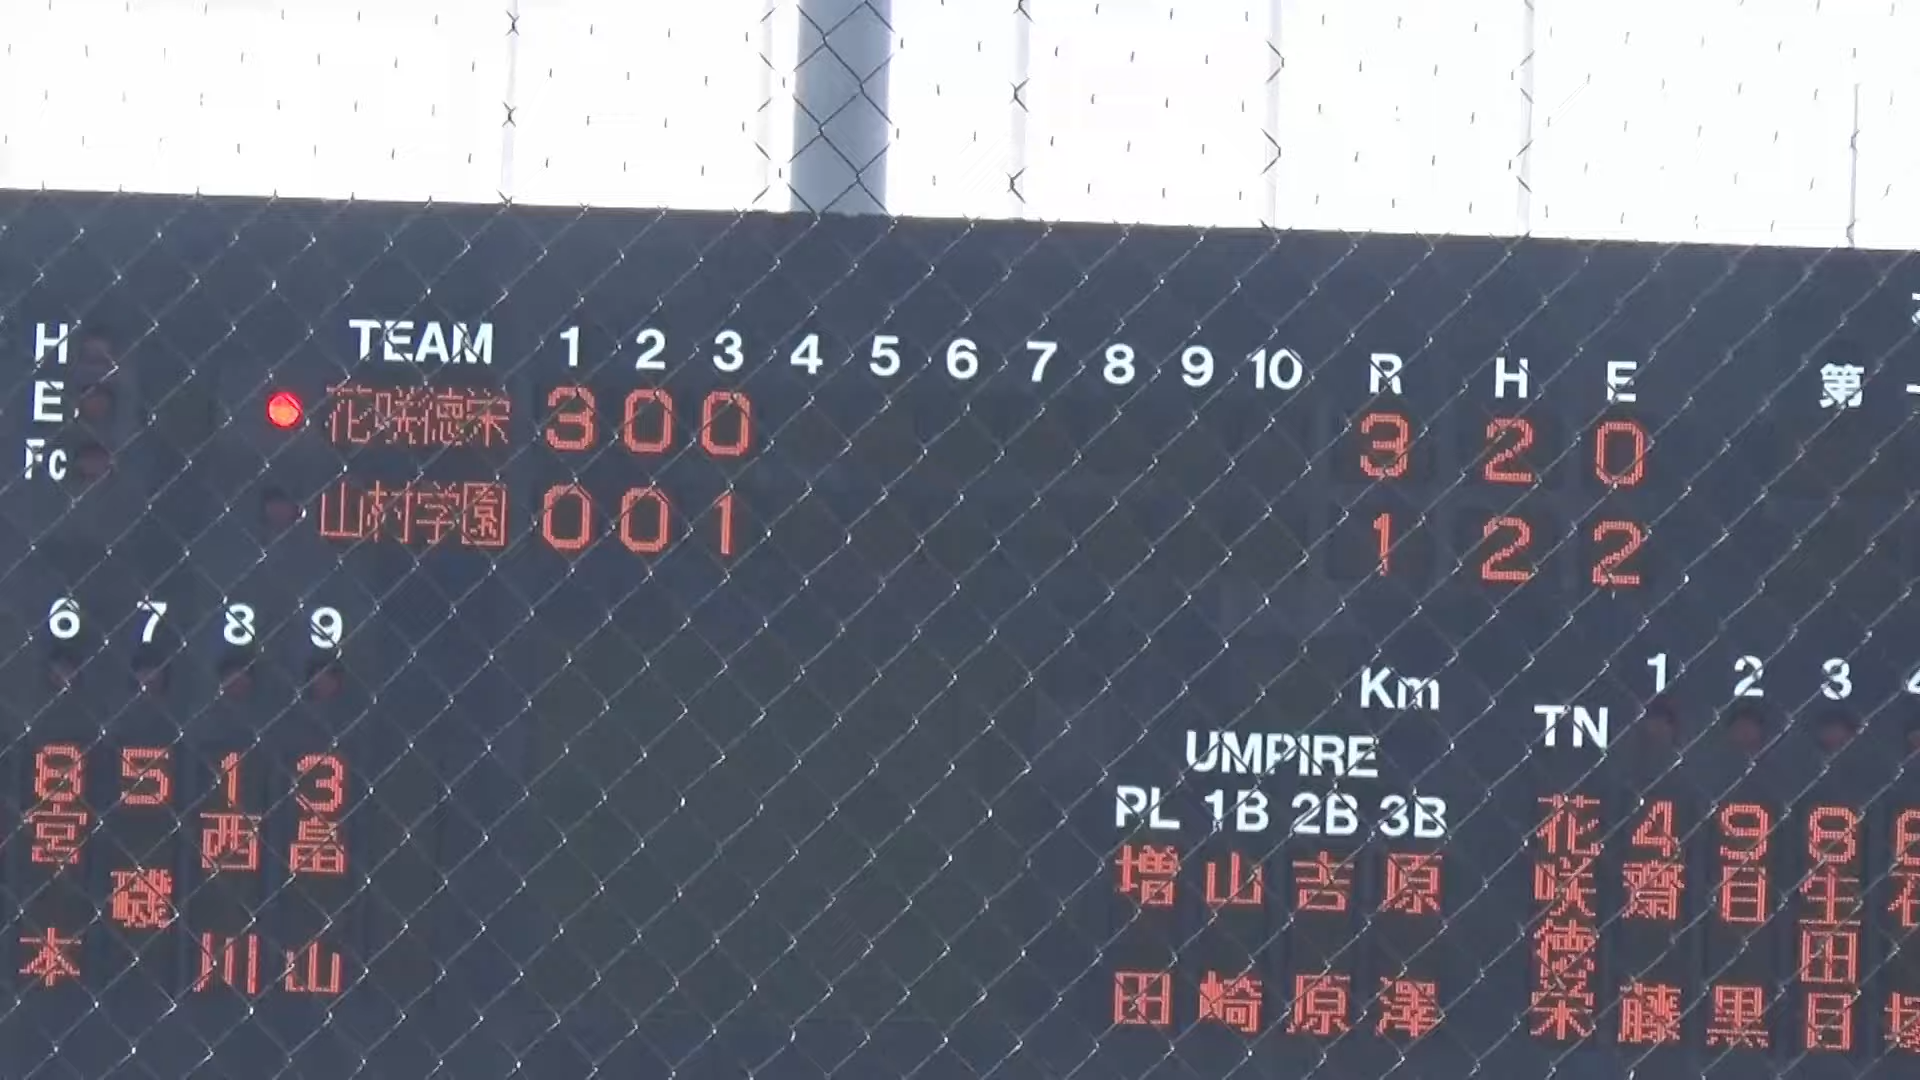 H
E
Fc
TEAM 1 2 3 4 5 6 7 8 9 10 R H E
花咲徳栄 3 0 0 3 2 0
山村学園 0 0 1 1 2 2
第一
6 7 8 9
8 5 1 3
宮本
磯
西川
畠山
Km
UMPIRE
PL 1B 2B 3B
増田
山崎
吉原
原澤
TN 1 2 3 4
花咲徳栄
4 9 8 6
齋藤
目黒
生田目